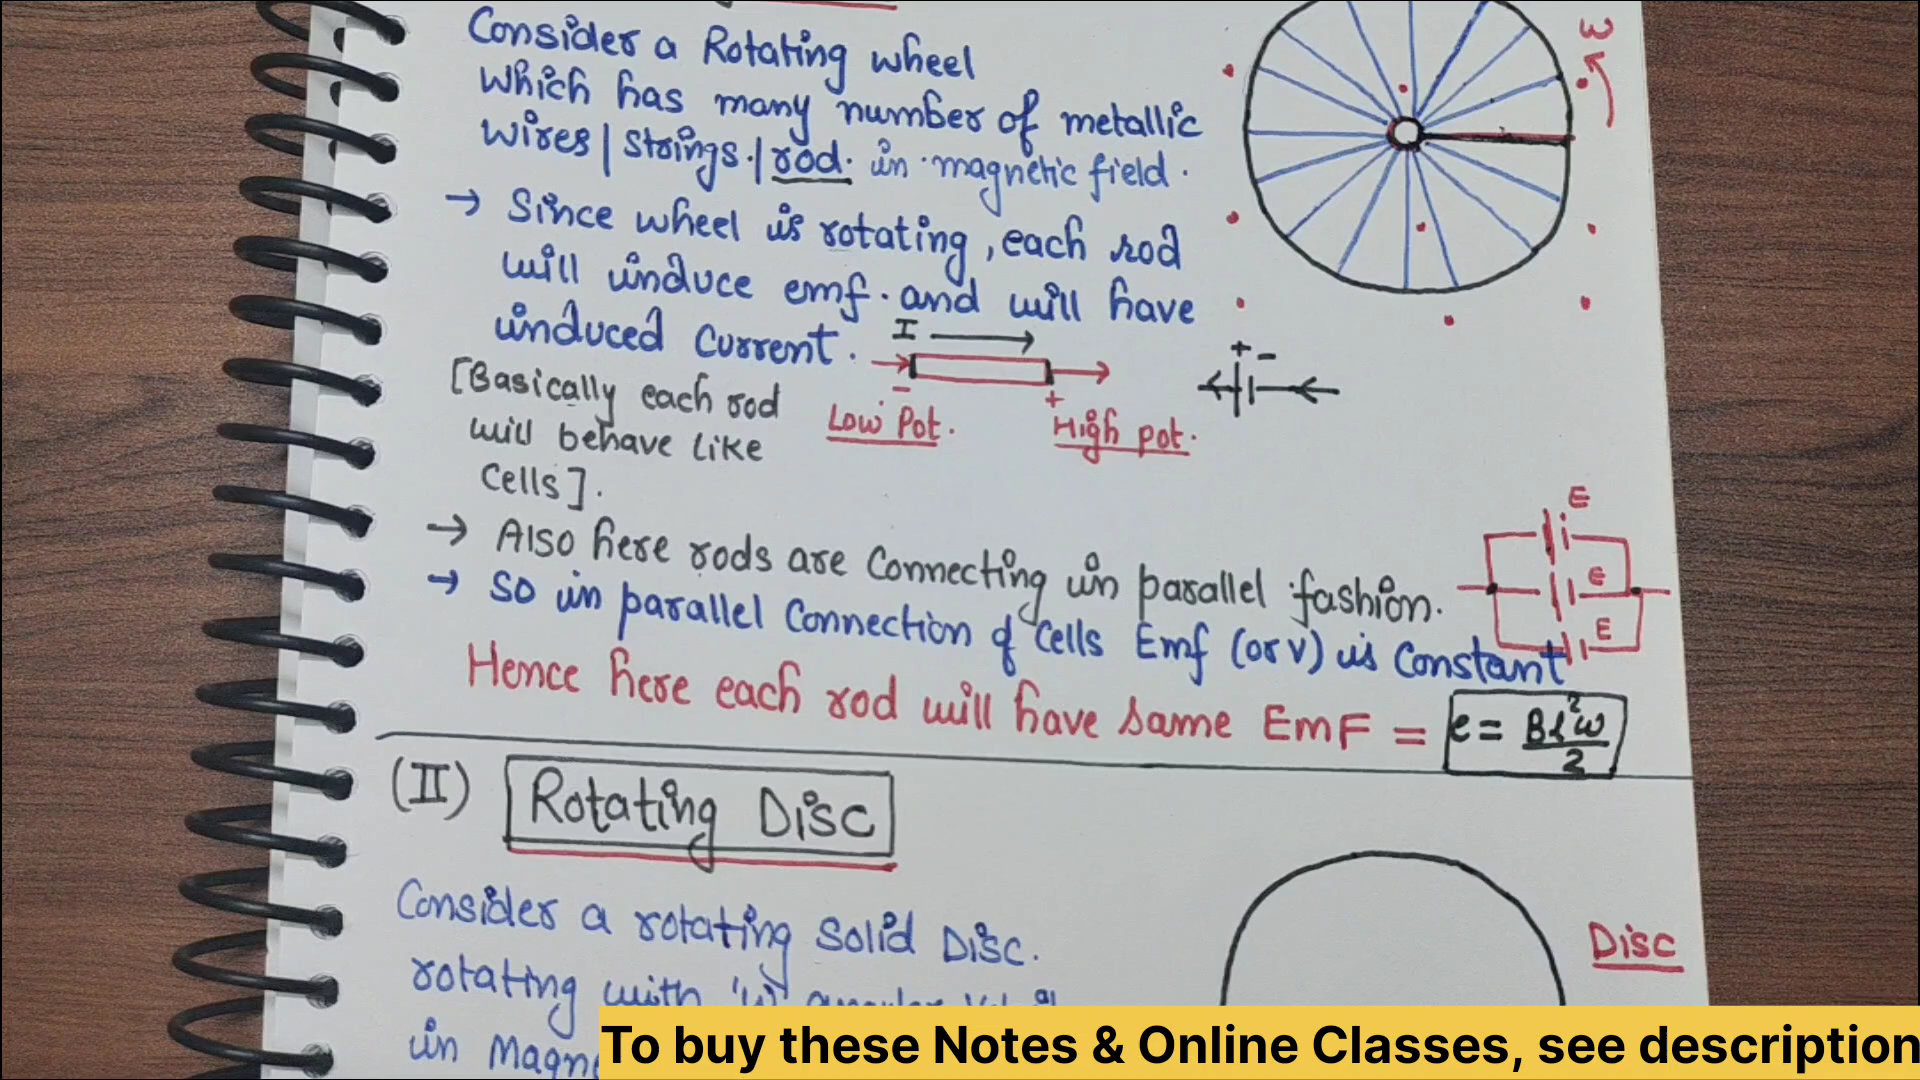 Consider a Rotating wheel
which has many number of metallic
wires | strings. | rod. in magnetic field.
ω
→ Since wheel is rotating, each rod
will induce emf. and will have
induced current.
I
- +
Low Pot. High pot.
+ -
[Basically each rod
will behave like
cells].
→ Also here rods are connecting in parallel fashion.
E
E
E
→ So in parallel connection of cells Emf (or v) is constant
Hence here each rod will have same EMF = e = Bl²ω/2
(II) Rotating Disc
Consider a rotating solid Disc.
Disc
rotating with 'ω'
in
To buy these Notes & Online Classes, see description